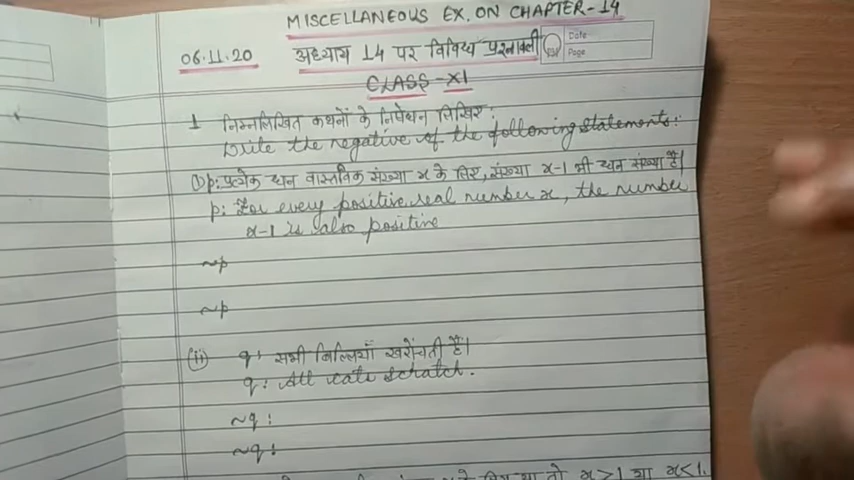 MISCELLANEOUS EX. ON CHAPTER-14
Date
06.11.20 अध्याय 14 पर विविध प्रश्नावली
Page
CLASS-XI
1 निम्नलिखित कथनों के निषेधन लिखिए:
Write the negative of the following statements:
(i) p: प्रत्येक धन वास्तविक संख्या x के लिए, संख्या x-1 भी धन संख्या है।
p: For every positive real number x, the number
x-1 is also positive
~p
~p
(ii) q: सभी बिल्लियाँ खरोंचती हैं।
q: All cats scratch.
~q:
~q:
के लिए या तो x>1 या x<1.